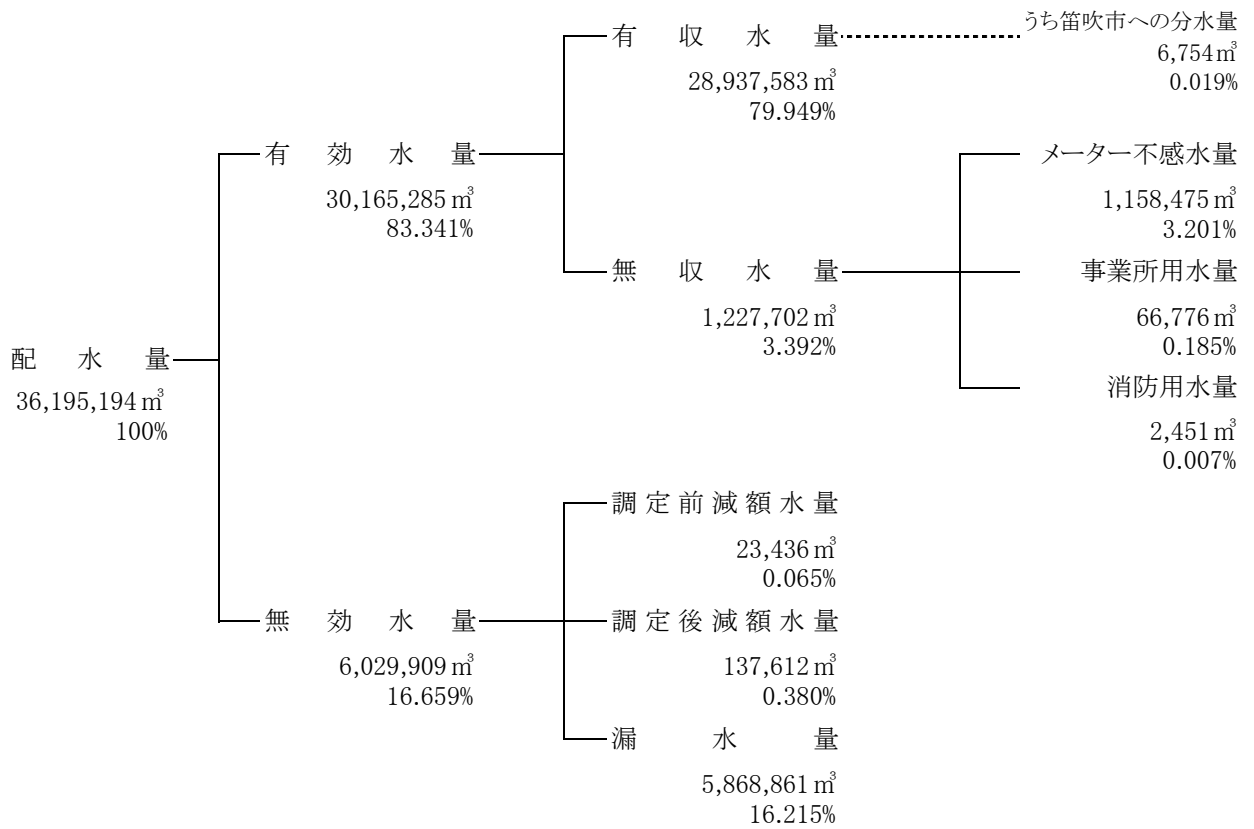 うち笛吹市への分水量
6,754㎥
0.019%
有収水量
28,937,583㎥
79.949%
有効水量
30,165,285㎥
83.341%
メーター不感水量
1,158,475㎥
3.201%
無収水量
1,227,702㎥
3.392%
事業所用水量
66,776㎥
0.185%
消防用水量
2,451㎥
0.007%
配水量
36,195,194㎥
100%
調定前減額水量
23,436㎥
0.065%
無効水量
6,029,909㎥
16.659%
調定後減額水量
137,612㎥
0.380%
漏水量
5,868,861㎥
16.215%